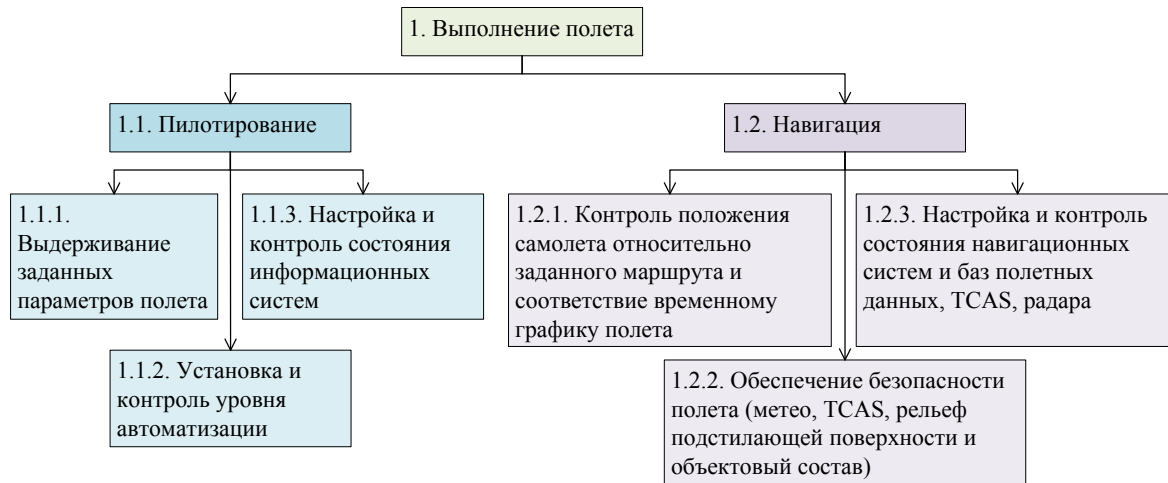 1. Выполнение полета
1.1. Пилотирование
1.2. Навигация
1.1.1.
Выдерживание
заданных
параметров полета
1.1.3. Настройка и
контроль состояния
информационных
систем
1.2.1. Контроль положения
самолета относительно
заданного маршрута и
соответствие временному
графику полета
1.2.3. Настройка и контроль
состояния навигационных
систем и баз полетных
данных, TCAS, радара
1.1.2. Установка и
контроль уровня
автоматизации
1.2.2. Обеспечение безопасности
полета (метео, TCAS, рельеф
подстилающей поверхности и
объектовый состав)